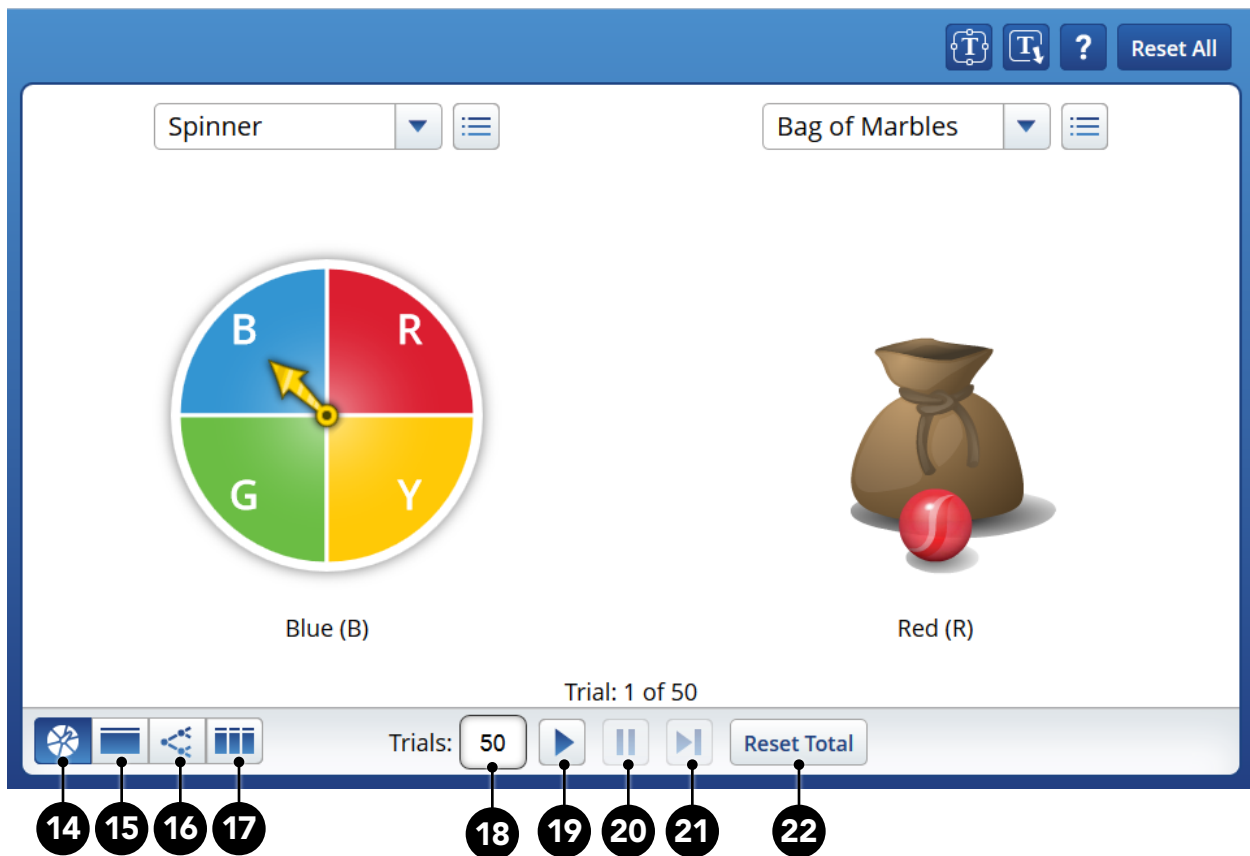 T T ? Reset All
Spinner Bag of Marbles
B R
G Y
Blue (B) Red (R)
Trial: 1 of 50
Trials: 50 Reset Total
14 15 16 17 18 19 20 21 22